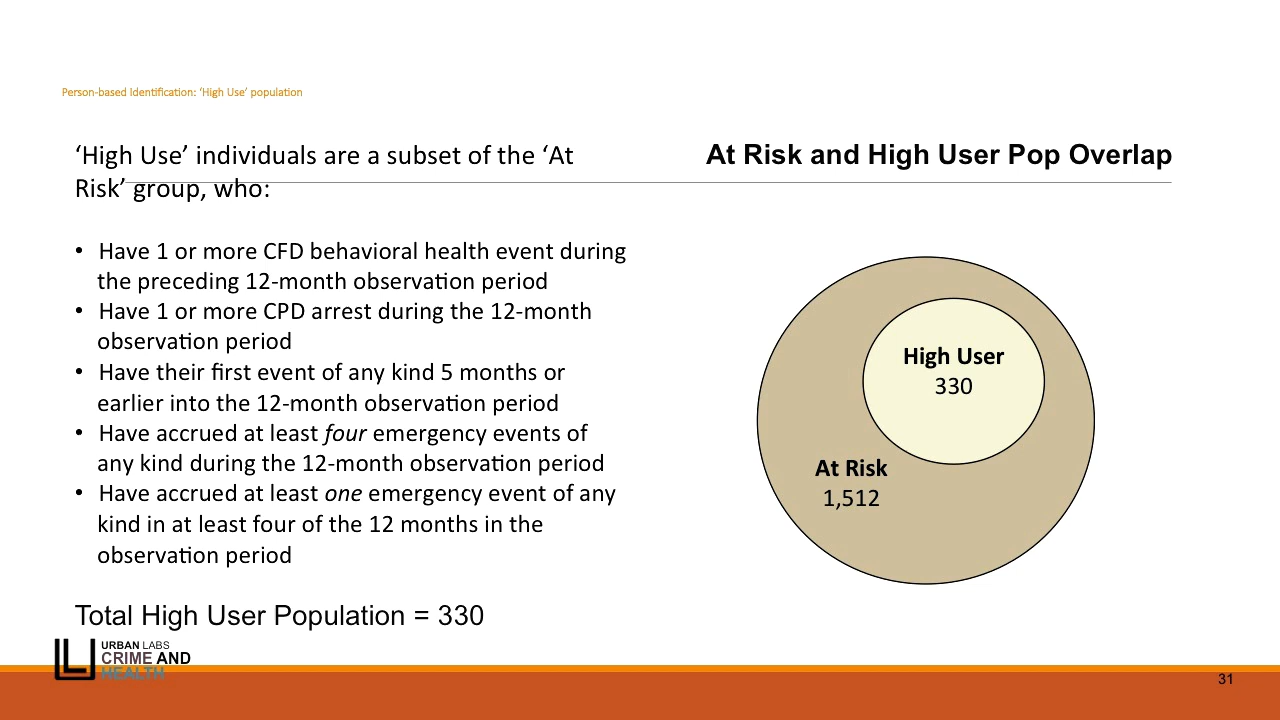 Person-based Identification: ‘High Use’ population
‘High Use’ individuals are a subset of the ‘At
Risk’ group, who:
• Have 1 or more CFD behavioral health event during
the preceding 12-month observation period
• Have 1 or more CPD arrest during the 12-month
observation period
• Have their first event of any kind 5 months or
earlier into the 12-month observation period
• Have accrued at least four emergency events of
any kind during the 12-month observation period
• Have accrued at least one emergency event of any
kind in at least four of the 12 months in the
observation period
Total High User Population = 330
At Risk and High User Pop Overlap
High User
330
At Risk
1,512
URBAN LABS
CRIME AND
HEALTH
31